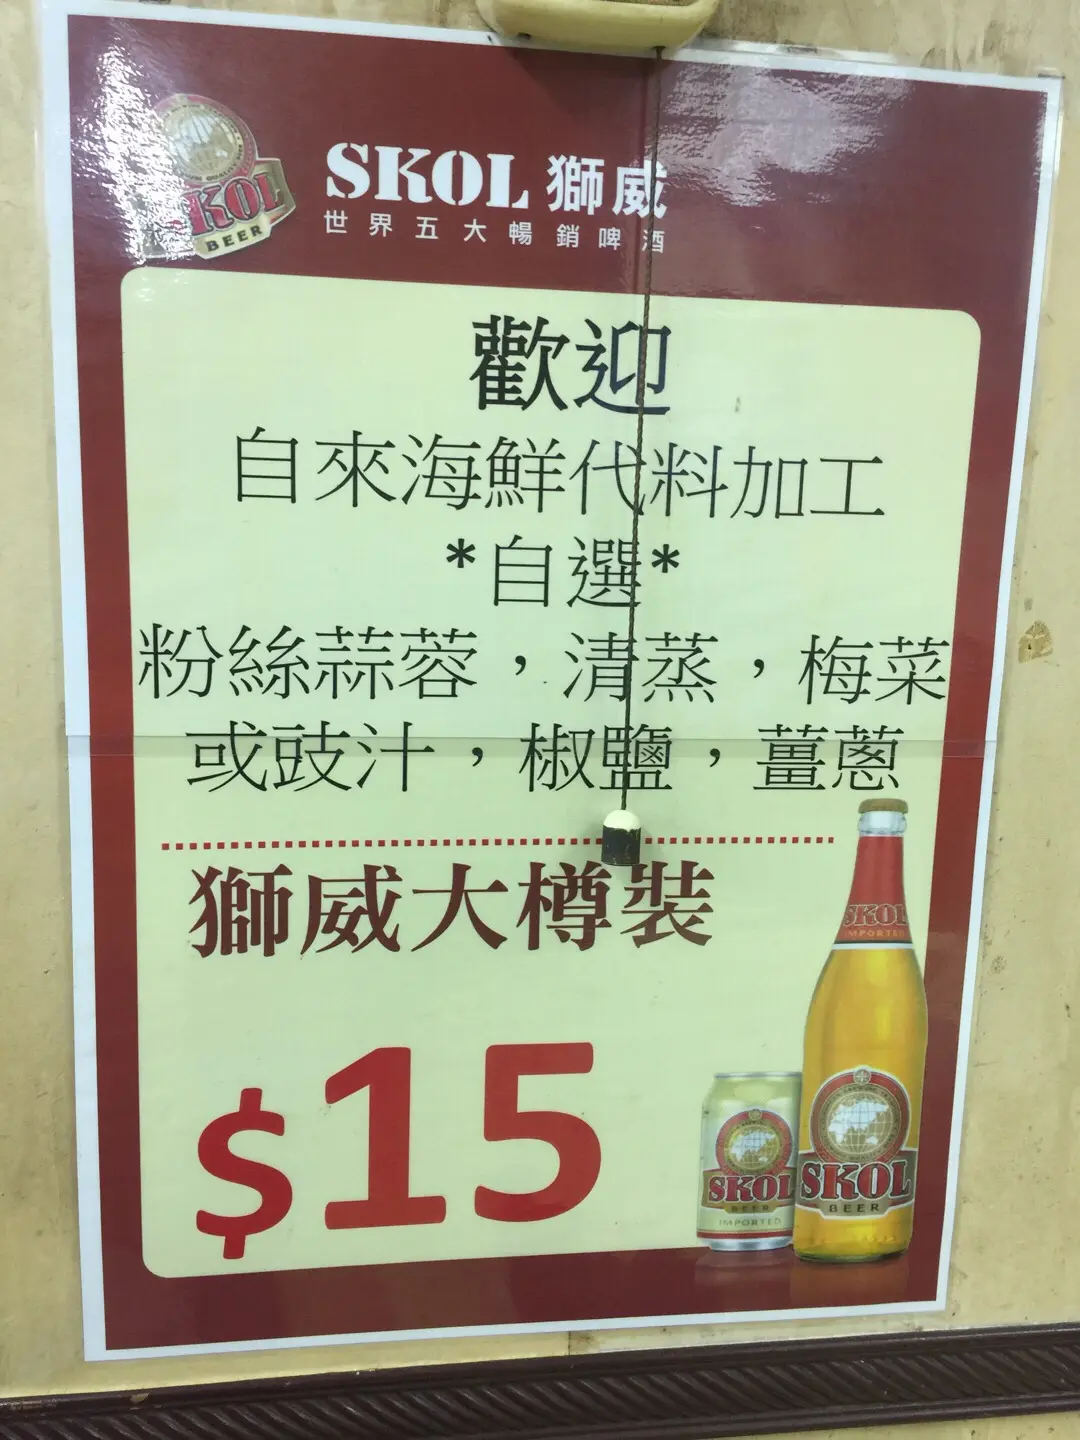 SKOL
BEER
SKOL 獅威
世界五大暢銷啤酒
歡迎
自來海鮮代料加工
*自選*
粉絲蒜蓉，清蒸，梅菜
或豉汁，椒鹽，薑蔥
獅威大樽裝
$15
SKOL
IMPORTED
SKOL
BEER
SKOL
BEER
IMPORTED